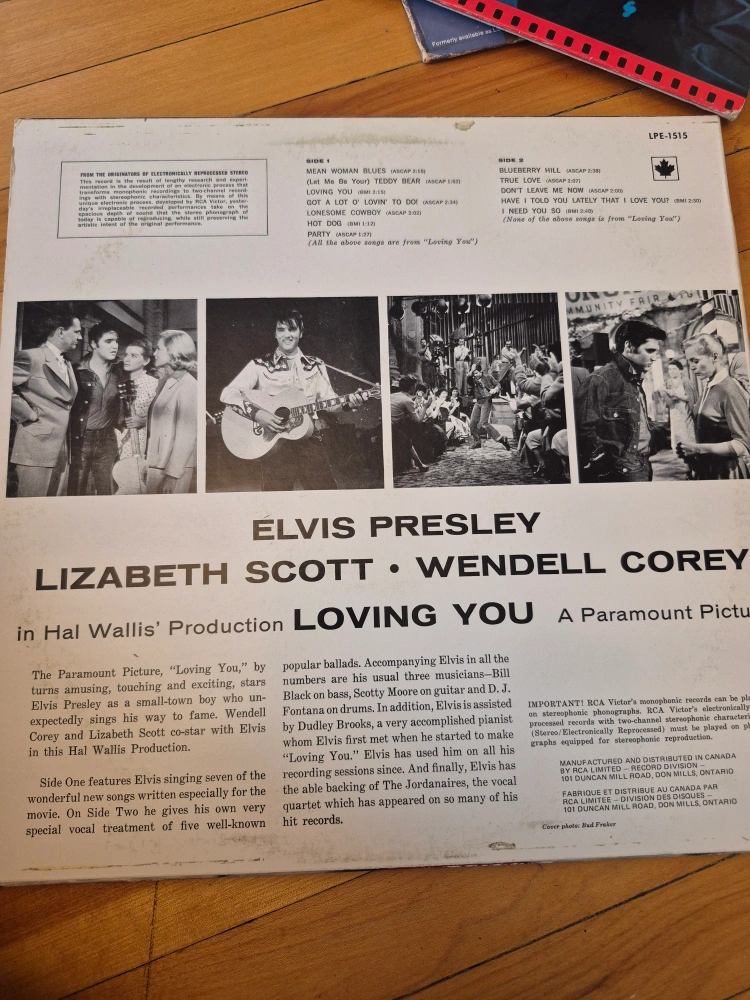 Formerly available as L
LPE-1515
FROM THE ORIGINATORS OF ELECTRONICALLY REPROCESSED STEREO
This record is the result of lengthy research and experi-
mentation in the development of an electronic process that
transforms monophonic recordings to two-channel record-
ings with stereophonic characteristics. By means of this
unique electronic process, developed by RCA Victor, yester-
day's irreplaceable recorded performances take on the
spacious depth of sound that the stereo phonograph of
today is capable of reproducing, while still preserving the
artistic intent of the original performance.
SIDE 1
MEAN WOMAN BLUES (ASCAP 2:15)
(Let Me Be Your) TEDDY BEAR (ASCAP 1:50)
LOVING YOU (BMI 2:15)
GOT A LOT O' LOVIN' TO DO! (ASCAP 2:34)
LONESOME COWBOY (ASCAP 3:02)
HOT DOG (BMI 1:12)
PARTY (ASCAP 1:27)
(All the above songs are from "Loving You")
SIDE 2
BLUEBERRY HILL (ASCAP 2:38)
TRUE LOVE (ASCAP 2:07)
DON'T LEAVE ME NOW (ASCAP 2:00)
HAVE I TOLD YOU LATELY THAT I LOVE YOU? (BMI 2:30)
I NEED YOU SO (BMI 2:40)
(None of the above songs is from "Loving You")
MUNITY FAIR
ELVIS PRESLEY
LIZABETH SCOTT • WENDELL COREY
in Hal Wallis' Production LOVING YOU A Paramount Pictu
The Paramount Picture, "Loving You," by
turns amusing, touching and exciting, stars
Elvis Presley as a small-town boy who un-
expectedly sings his way to fame. Wendell
Corey and Lizabeth Scott co-star with Elvis
in this Hal Wallis Production.
Side One features Elvis singing seven of the
wonderful new songs written especially for the
movie. On Side Two he gives his own very
special vocal treatment of five well-known
popular ballads. Accompanying Elvis in all the
numbers are his usual three musicians—Bill
Black on bass, Scotty Moore on guitar and D. J.
Fontana on drums. In addition, Elvis is assisted
by Dudley Brooks, a very accomplished pianist
whom Elvis first met when he started to make
"Loving You." Elvis has used him on all his
recording sessions since. And finally, Elvis has
the able backing of The Jordanaires, the vocal
quartet which has appeared on so many of his
hit records.
IMPORTANT! RCA Victor's monophonic records can be pla
on stereophonic phonographs. RCA Victor's electronically
processed records with two-channel stereophonic characteri
(Stereo/Electronically Reprocessed) must be played on p
graphs equipped for stereophonic reproduction.
MANUFACTURED AND DISTRIBUTED IN CANADA
BY RCA LIMITED – RECORD DIVISION –
101 DUNCAN MILL ROAD, DON MILLS, ONTARIO
FABRIQUE ET DISTRIBUE AU CANADA PAR
RCA LIMITEE – DIVISION DES DISQUES –
101 DUNCAN MILL ROAD, DON MILLS, ONTARIO
Cover photo: Bud Fraker